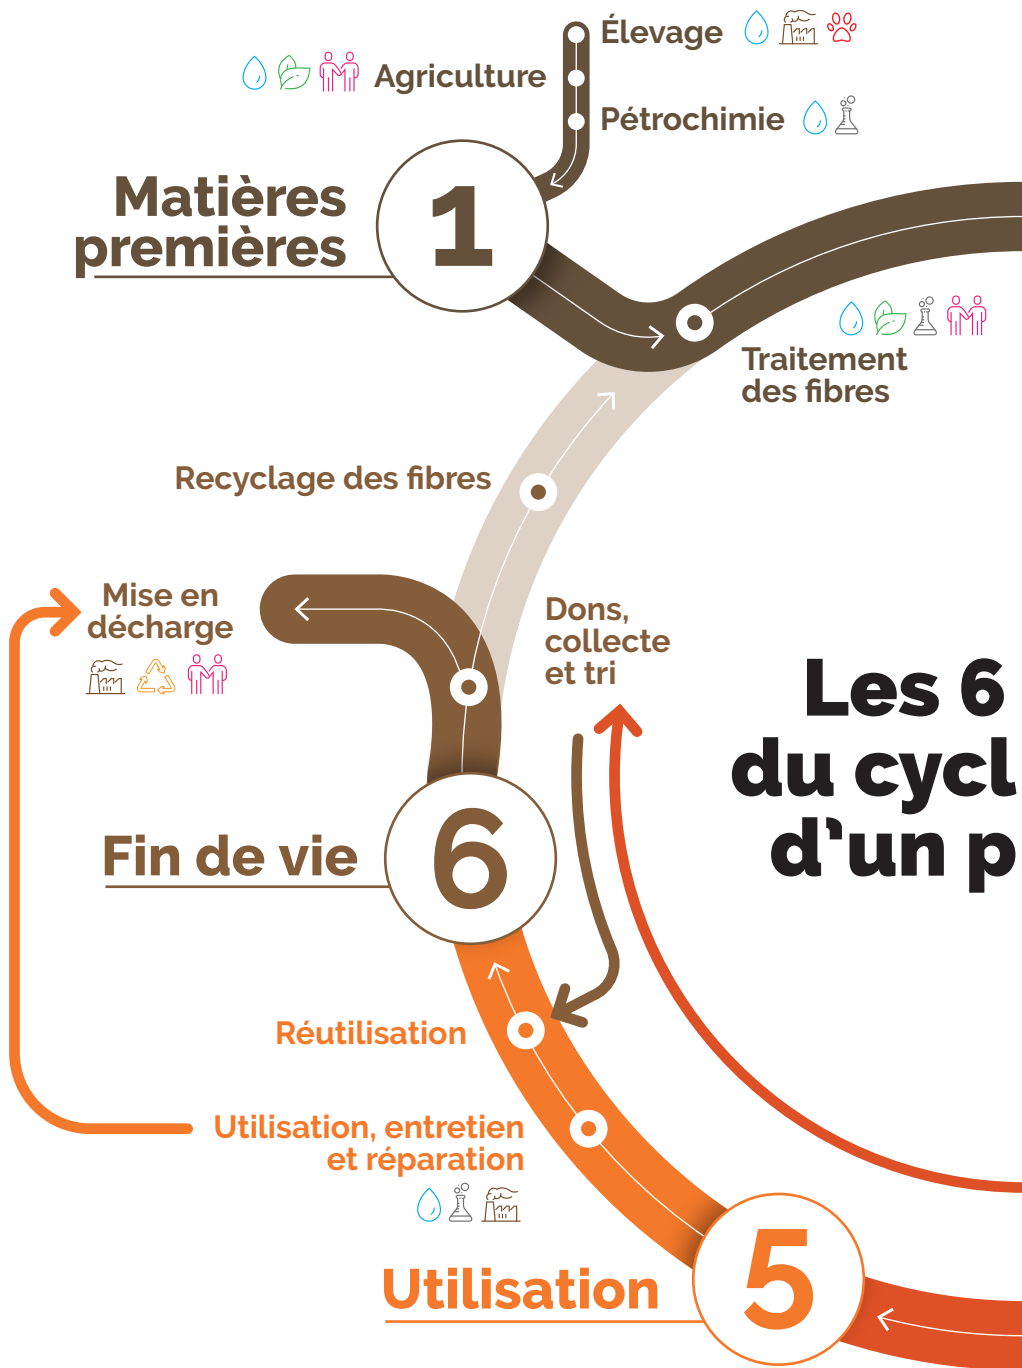 Élevage
Agriculture
Pétrochimie
1
Matières
premières
Traitement
des fibres
Recyclage des fibres
Mise en
décharge
Dons,
collecte
et tri
Les 6
du cycl
d'un p
6
Fin de vie
Réutilisation
Utilisation, entretien
et réparation
5
Utilisation